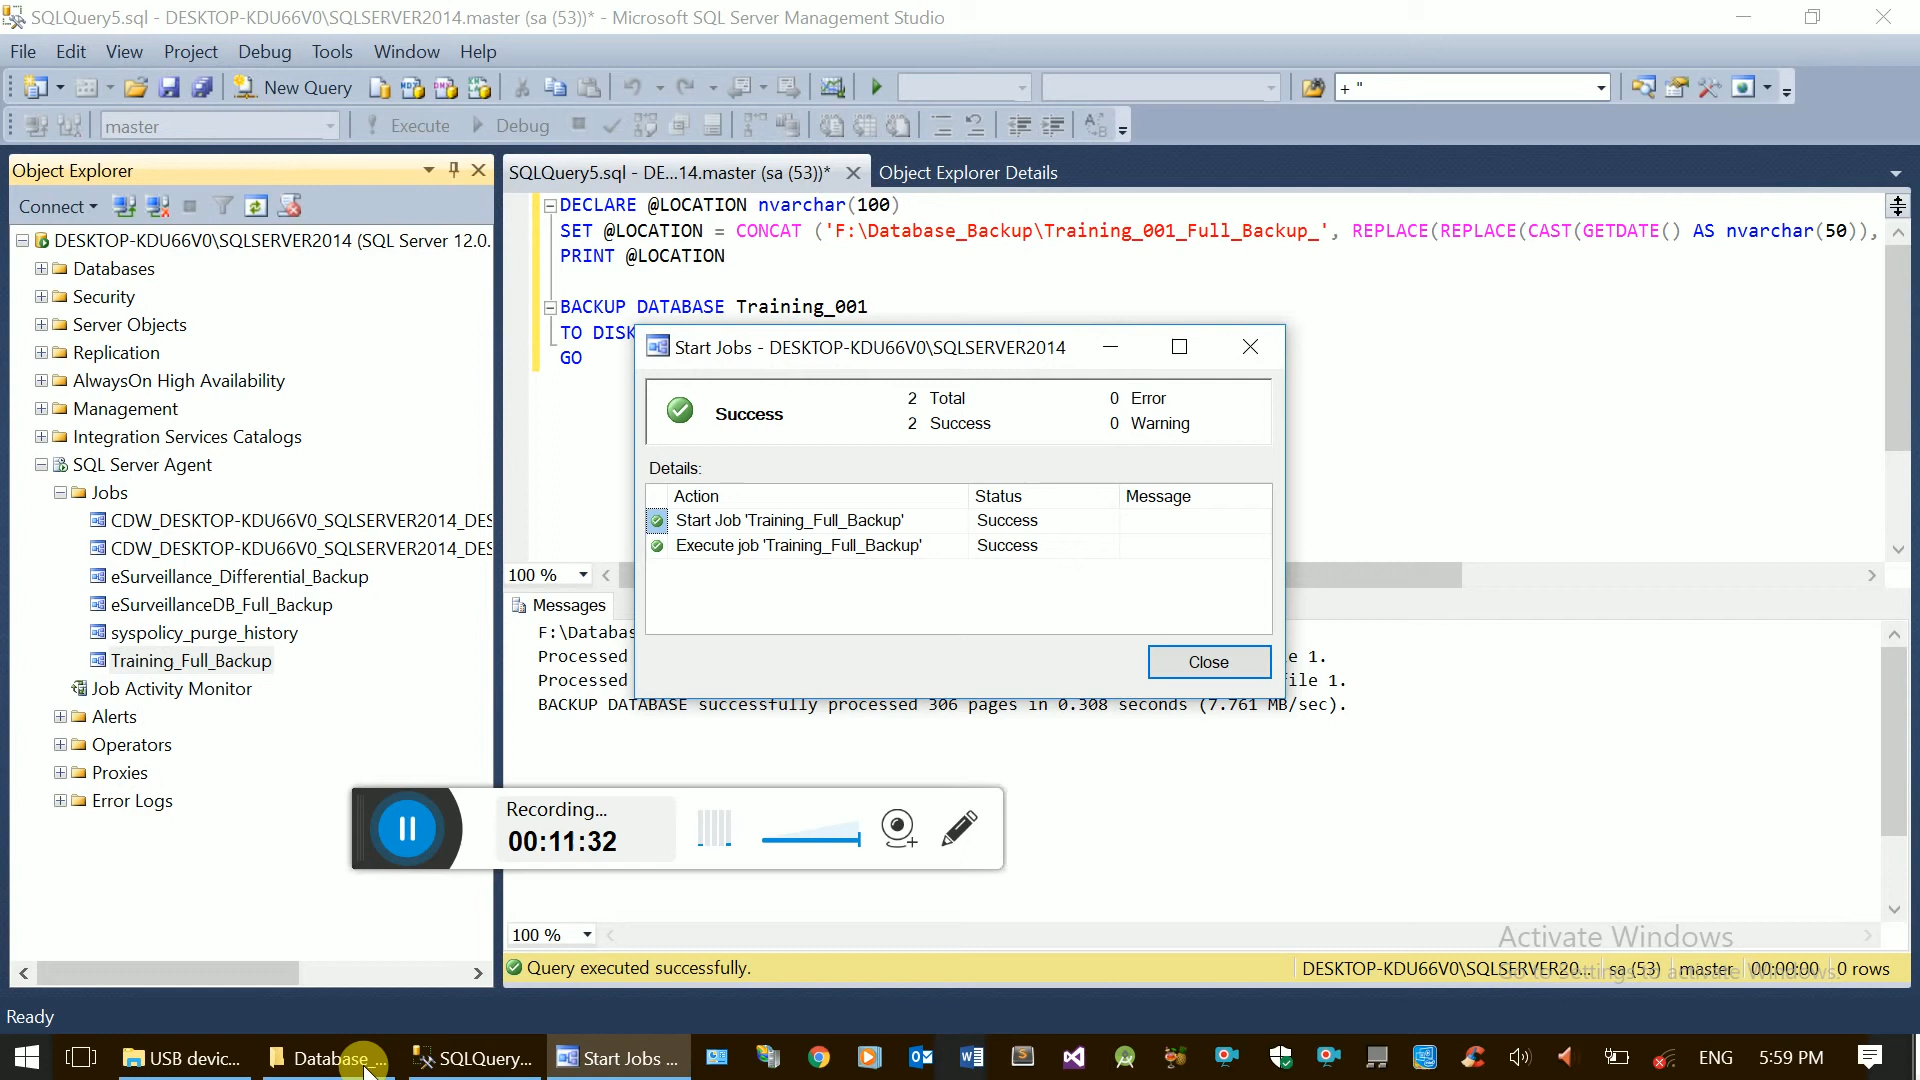 SQLQuery5.sql - DESKTOP-KDU66V0\SQLSERVER2014.master (sa (53))* - Microsoft SQL Server Management Studio
File Edit View Project Debug Tools Window Help
New Query + "
master Execute Debug
Object Explorer
SQLQuery5.sql - DE...14.master (sa (53))* Object Explorer Details
Connect
DESKTOP-KDU66V0\SQLSERVER2014 (SQL Server 12.0.
Databases
Security
Server Objects
Replication
AlwaysOn High Availability
Management
Integration Services Catalogs
SQL Server Agent
Jobs
CDW_DESKTOP-KDU66V0_SQLSERVER2014_DES
CDW_DESKTOP-KDU66V0_SQLSERVER2014_DES
eSurveillance_Differential_Backup
eSurveillanceDB_Full_Backup
syspolicy_purge_history
Training_Full_Backup
Job Activity Monitor
Alerts
Operators
Proxies
Error Logs
DECLARE @LOCATION nvarchar(100)
SET @LOCATION = CONCAT ('F:\Database_Backup\Training_001_Full_Backup_', REPLACE(REPLACE(CAST(GETDATE() AS nvarchar(50)),
PRINT @LOCATION
BACKUP DATABASE Training_001
TO DISK
GO
Start Jobs - DESKTOP-KDU66V0\SQLSERVER2014
Success
2 Total 0 Error
2 Success 0 Warning
Details:
Action Status Message
Start Job 'Training_Full_Backup' Success
Execute job 'Training_Full_Backup' Success
Close
100 %
Messages
F:\Databas
Processed e 1.
Processed ile 1.
BACKUP DATABASE successfully processed 306 pages in 0.308 seconds (7.761 MB/sec).
Recording...
00:11:32
100 %
Activate Windows
Go to Settings to activate Windows.
Query executed successfully. DESKTOP-KDU66V0\SQLSERVER20... sa (53) master 00:00:00 0 rows
Ready
USB devic... Database_... SQLQuery... Start Jobs ... ENG 5:59 PM